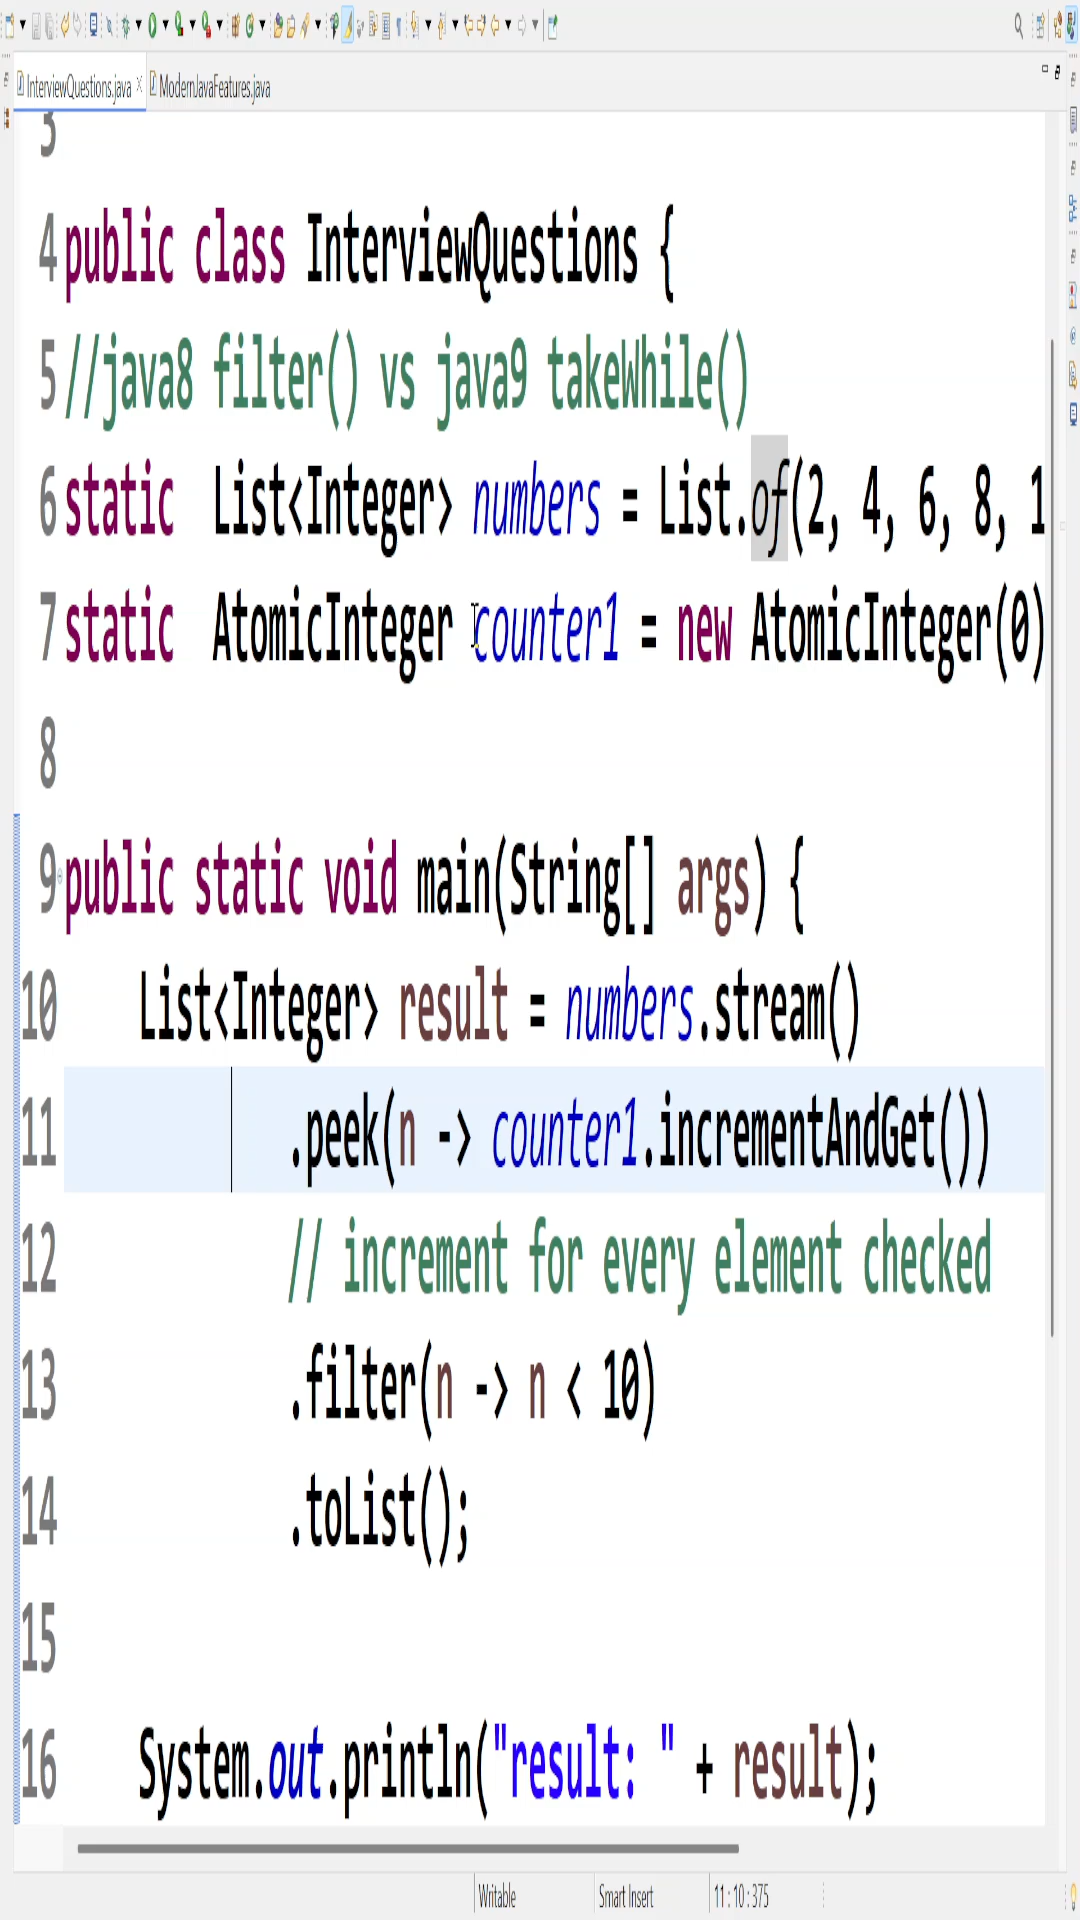 InterviewQuestions.java
ModernJavaFeatures.java
3
4 public class InterviewQuestions {
5 //java8 filter() vs java9 takeWhile()
6 static  List<Integer> numbers = List.of(2, 4, 6, 8, 1
7 static  AtomicInteger counter1 = new AtomicInteger(0)
8
9 public static void main(String[] args) {
10     List<Integer> result = numbers.stream()
11             .peek(n -> counter1.incrementAndGet())
12             // increment for every element checked
13             .filter(n -> n < 10)
14             .toList();
15
16     System.out.println("result: " + result);
Writable
Smart Insert
11 : 10 : 375